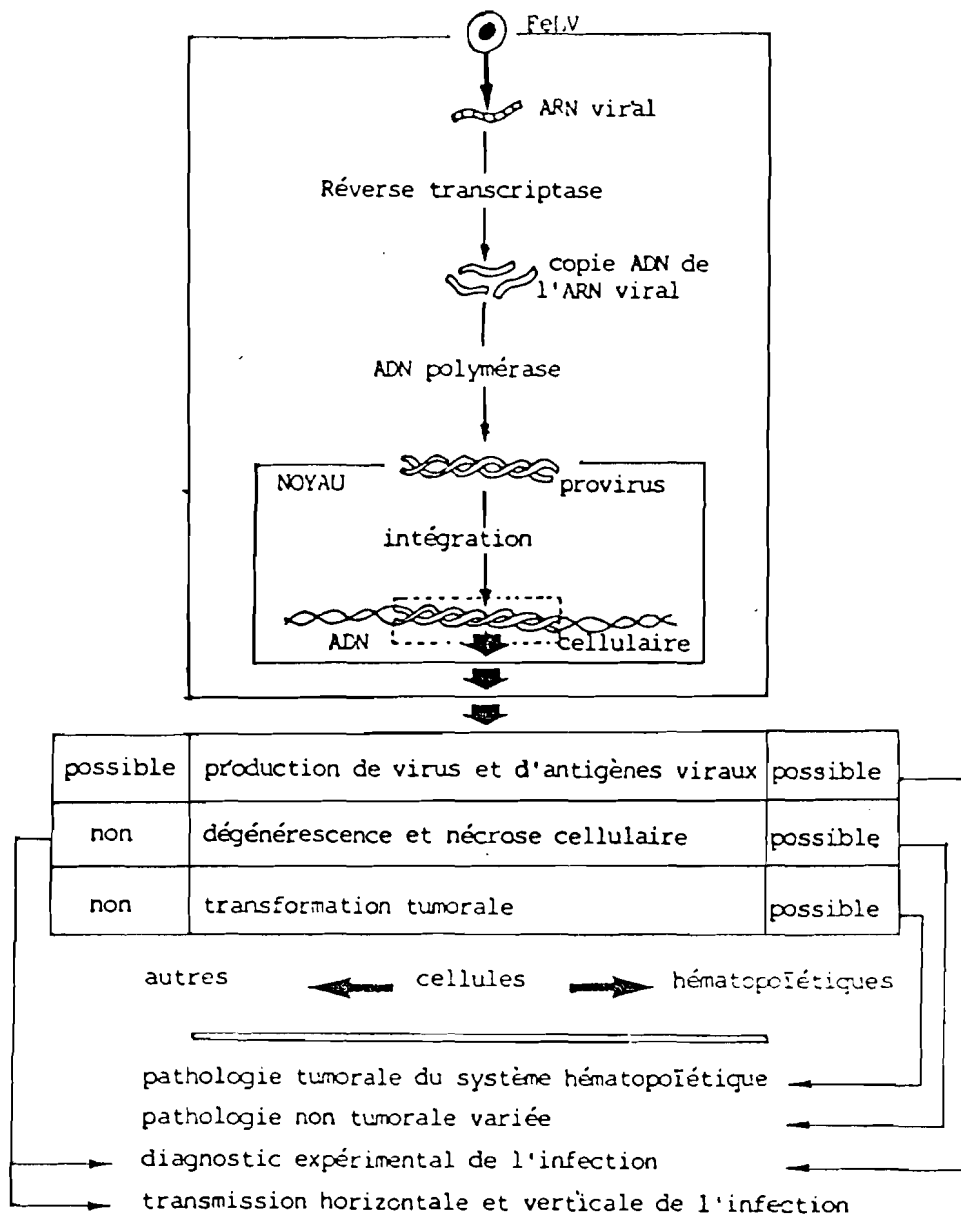 FeLV
ARN viral
Réverse transcriptase
copie ADN de
l'ARN viral
ADN polymérase
NOYAU provirus
intégration
ADN cellulaire
possible production de virus et d'antigènes viraux possible
non dégénérescence et nécrose cellulaire possible
non transformation tumorale possible
autres cellules hématopoïétiques
pathologie tumorale du système hématopoïétique
pathologie non tumorale variée
diagnostic expérimental de l'infection
transmission horizontale et verticale de l'infection